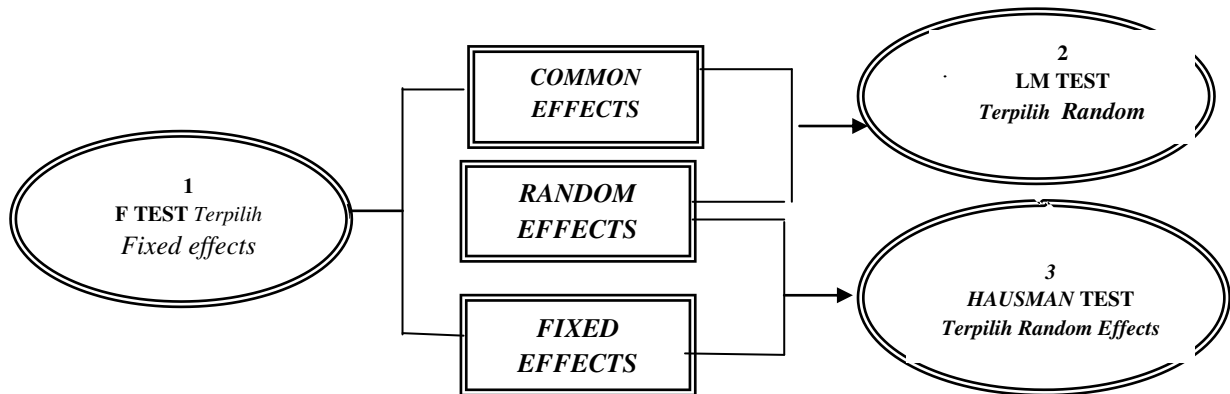 1
F TEST Terpilih
Fixed effects
COMMON
EFFECTS
RANDOM
EFFECTS
FIXED
EFFECTS
2
LM TEST
Terpilih Random
3
HAUSMAN TEST
Terpilih Random Effects